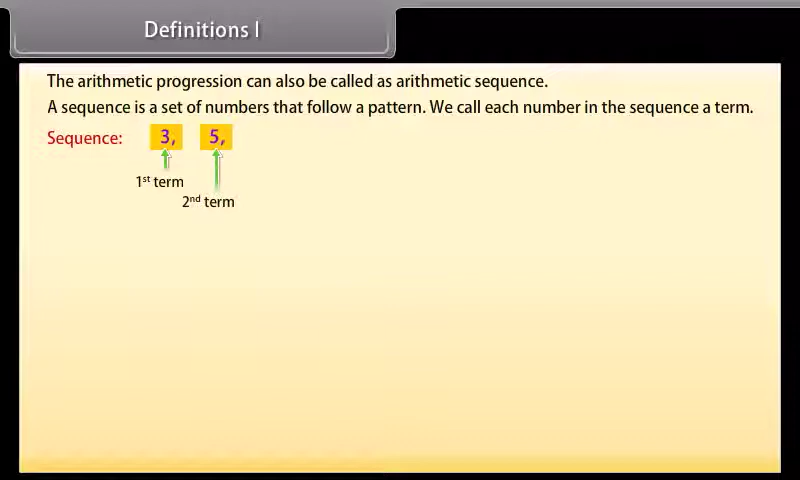 Definitions I
The arithmetic progression can also be called as arithmetic sequence.
A sequence is a set of numbers that follow a pattern. We call each number in the sequence a term.
Sequence: 3, 5,
1st term
2nd term